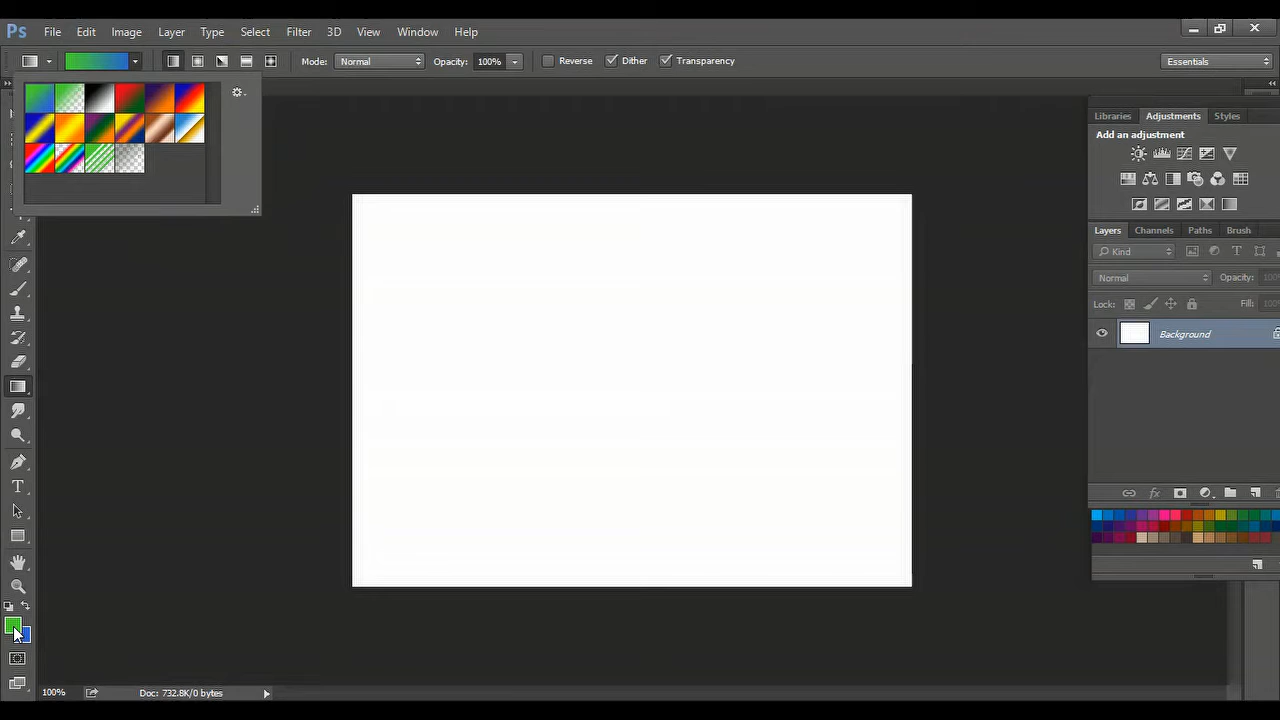 Ps File Edit Image Layer Type Select Filter 3D View Window Help
Mode: Normal Opacity: 100% Reverse Dither Transparency Essentials
Libraries Adjustments Styles
Add an adjustment
Layers Channels Paths Brush
Kind
Normal Opacity: 100
Lock: Fill: 100
Background
T
100% Doc: 732.8K/0 bytes